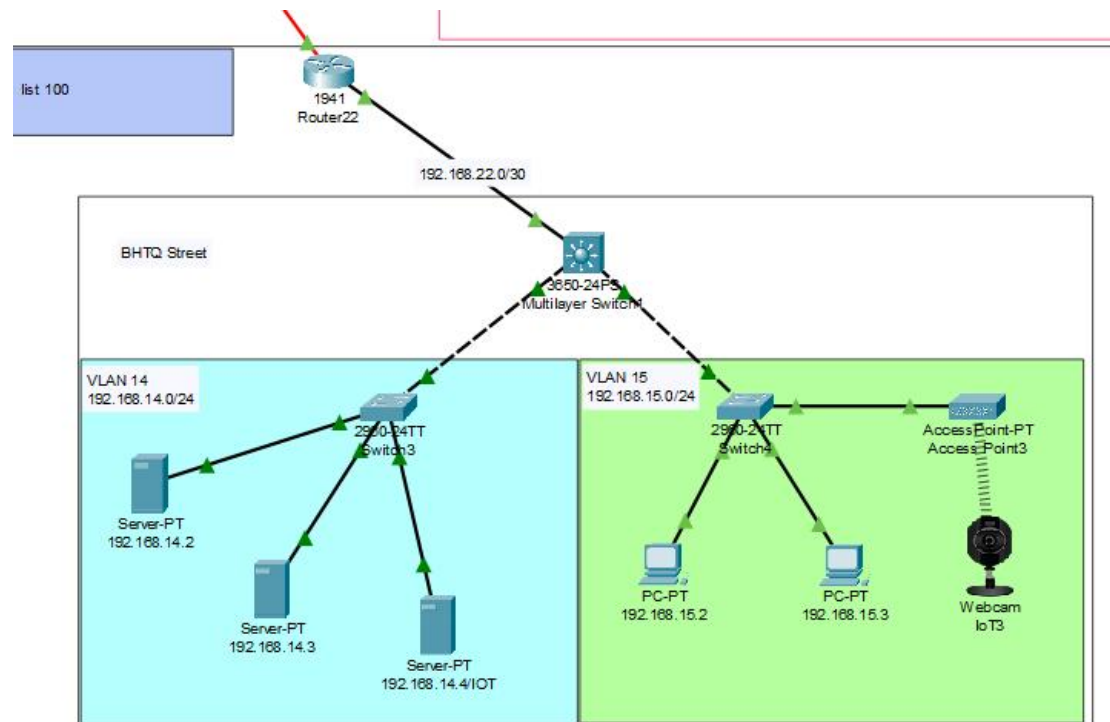 list 100
1941
Router22
192.168.22.0/30
BHTQ Street
3650-24PS
Multilayer Switch1
VLAN 14
192.168.14.0/24
2960-24TT
Switch3
Server-PT
192.168.14.2
Server-PT
192.168.14.3
Server-PT
192.168.14.4/IOT
VLAN 15
192.168.15.0/24
2960-24TT
Switch4
AccessPoint-PT
Access Point3
PC-PT
192.168.15.2
PC-PT
192.168.15.3
Webcam
IoT3